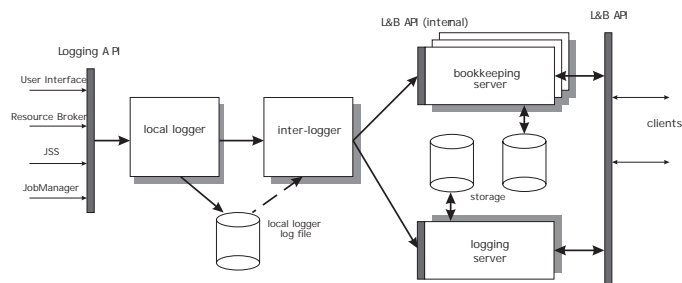 L&B API (internal)
L&B API
Logging API
User Interface
Resource Broker
JSS
JobManager
local logger
inter-logger
bookkeeping
server
clients
storage
local logger
log file
logging
server